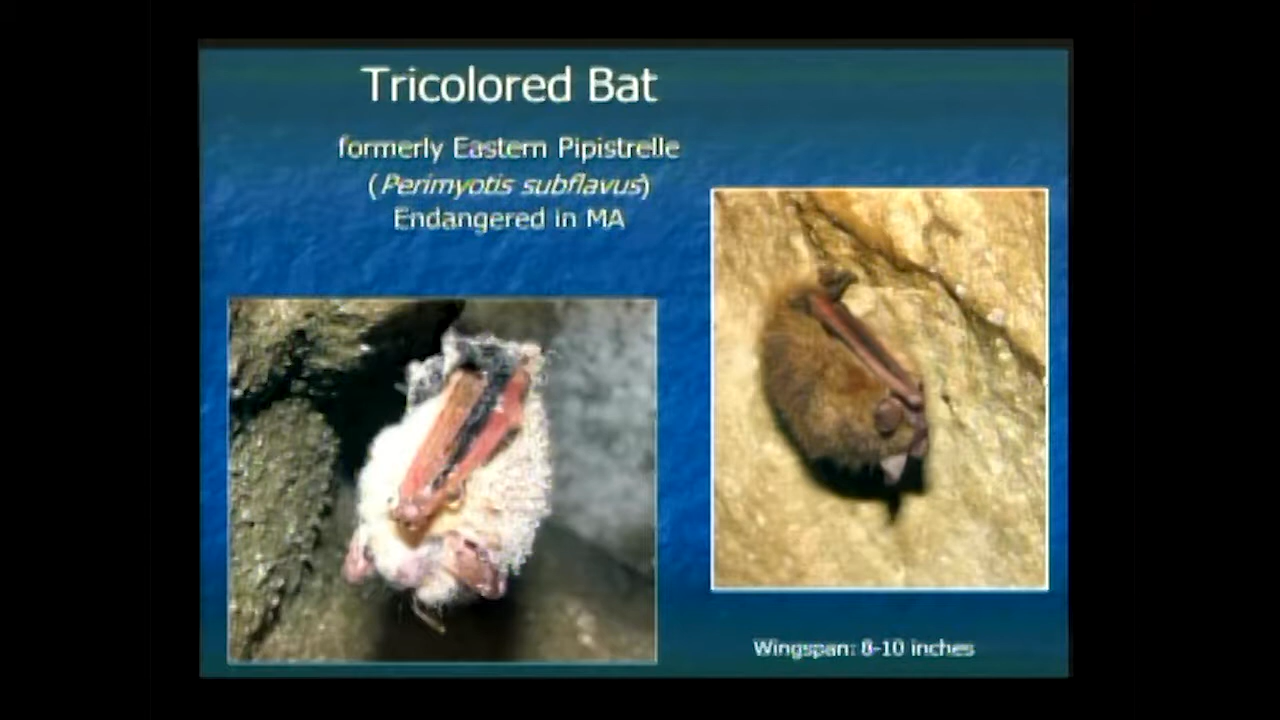 Tricolored Bat
formerly Eastern Pipistrelle
(Perimyotis subflavus)
Endangered in MA
Wingspan: 8-10 inches